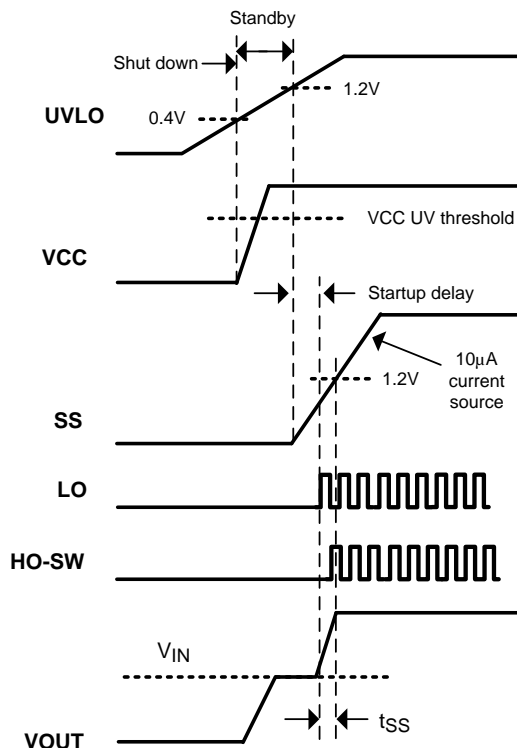 Standby
Shut down
1.2V
UVLO
0.4V
VCC UV threshold
VCC
Startup delay
10µA
current
source
1.2V
SS
LO
HO-SW
VIN
tSS
VOUT